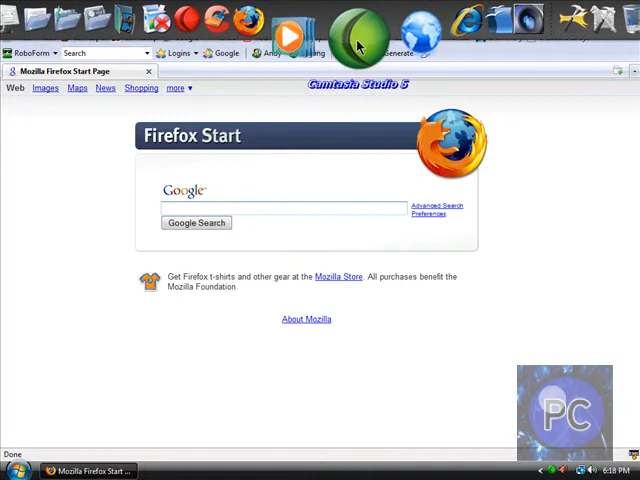 RoboForm Search Logins Google Andy Generate
Camtasia Studio 5
Mozilla Firefox Start Page
Web Images Maps News Shopping more
Firefox Start
Google
Advanced Search
Preferences
Google Search
Get Firefox t-shirts and other gear at the Mozilla Store. All purchases benefit the
Mozilla Foundation.
About Mozilla
PC
Done
Mozilla Firefox Start ...
6:18 PM